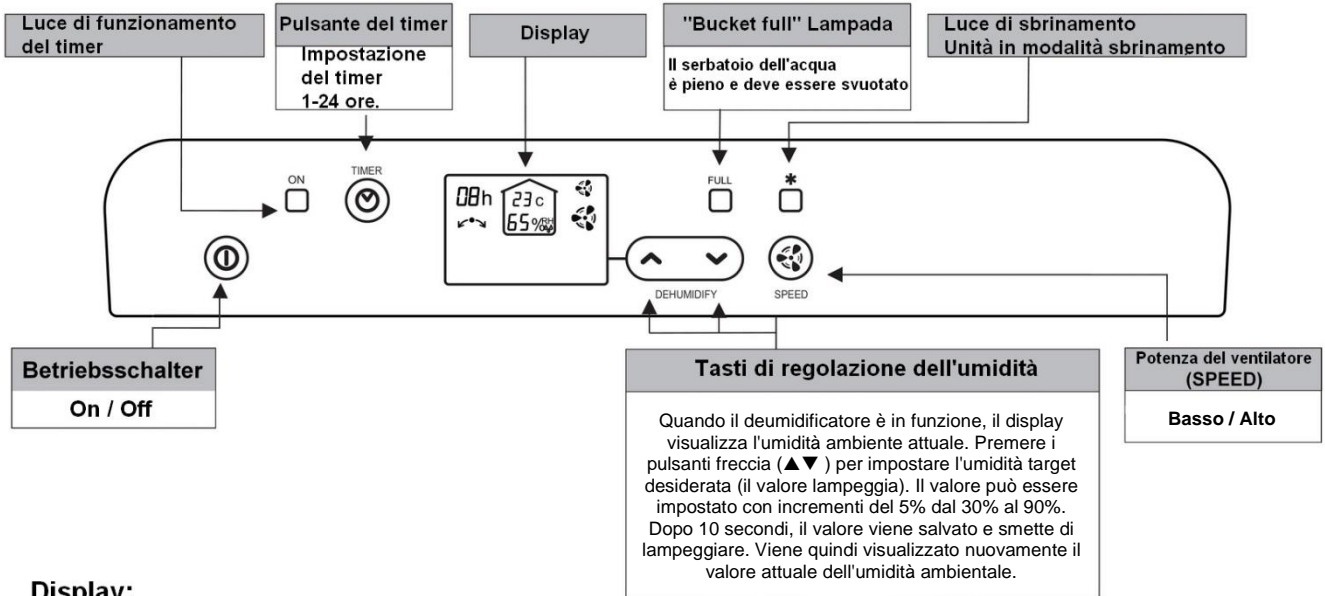 Luce di funzionamento
del timer
Pulsante del timer
Impostazione
del timer
1-24 ore.
Display
"Bucket full" Lampada
Il serbatoio dell'acqua
è pieno e deve essere svuotato
Luce di sbrinamento
Unità in modalità sbrinamento
ON
TIMER
08h
23 c
65%RH
FULL
*
DEHUMIDIFY
SPEED
Betriebsschalter
On / Off
Tasti di regolazione dell'umidità
Quando il deumidificatore è in funzione, il display
visualizza l'umidità ambiente attuale. Premere i
pulsanti freccia (▲▼ ) per impostare l'umidità target
desiderata (il valore lampeggia). Il valore può essere
impostato con incrementi del 5% dal 30% al 90%.
Dopo 10 secondi, il valore viene salvato e smette di
lampeggiare. Viene quindi visualizzato nuovamente il
valore attuale dell'umidità ambientale.
Potenza del ventilatore
(SPEED)
Basso / Alto
Display: